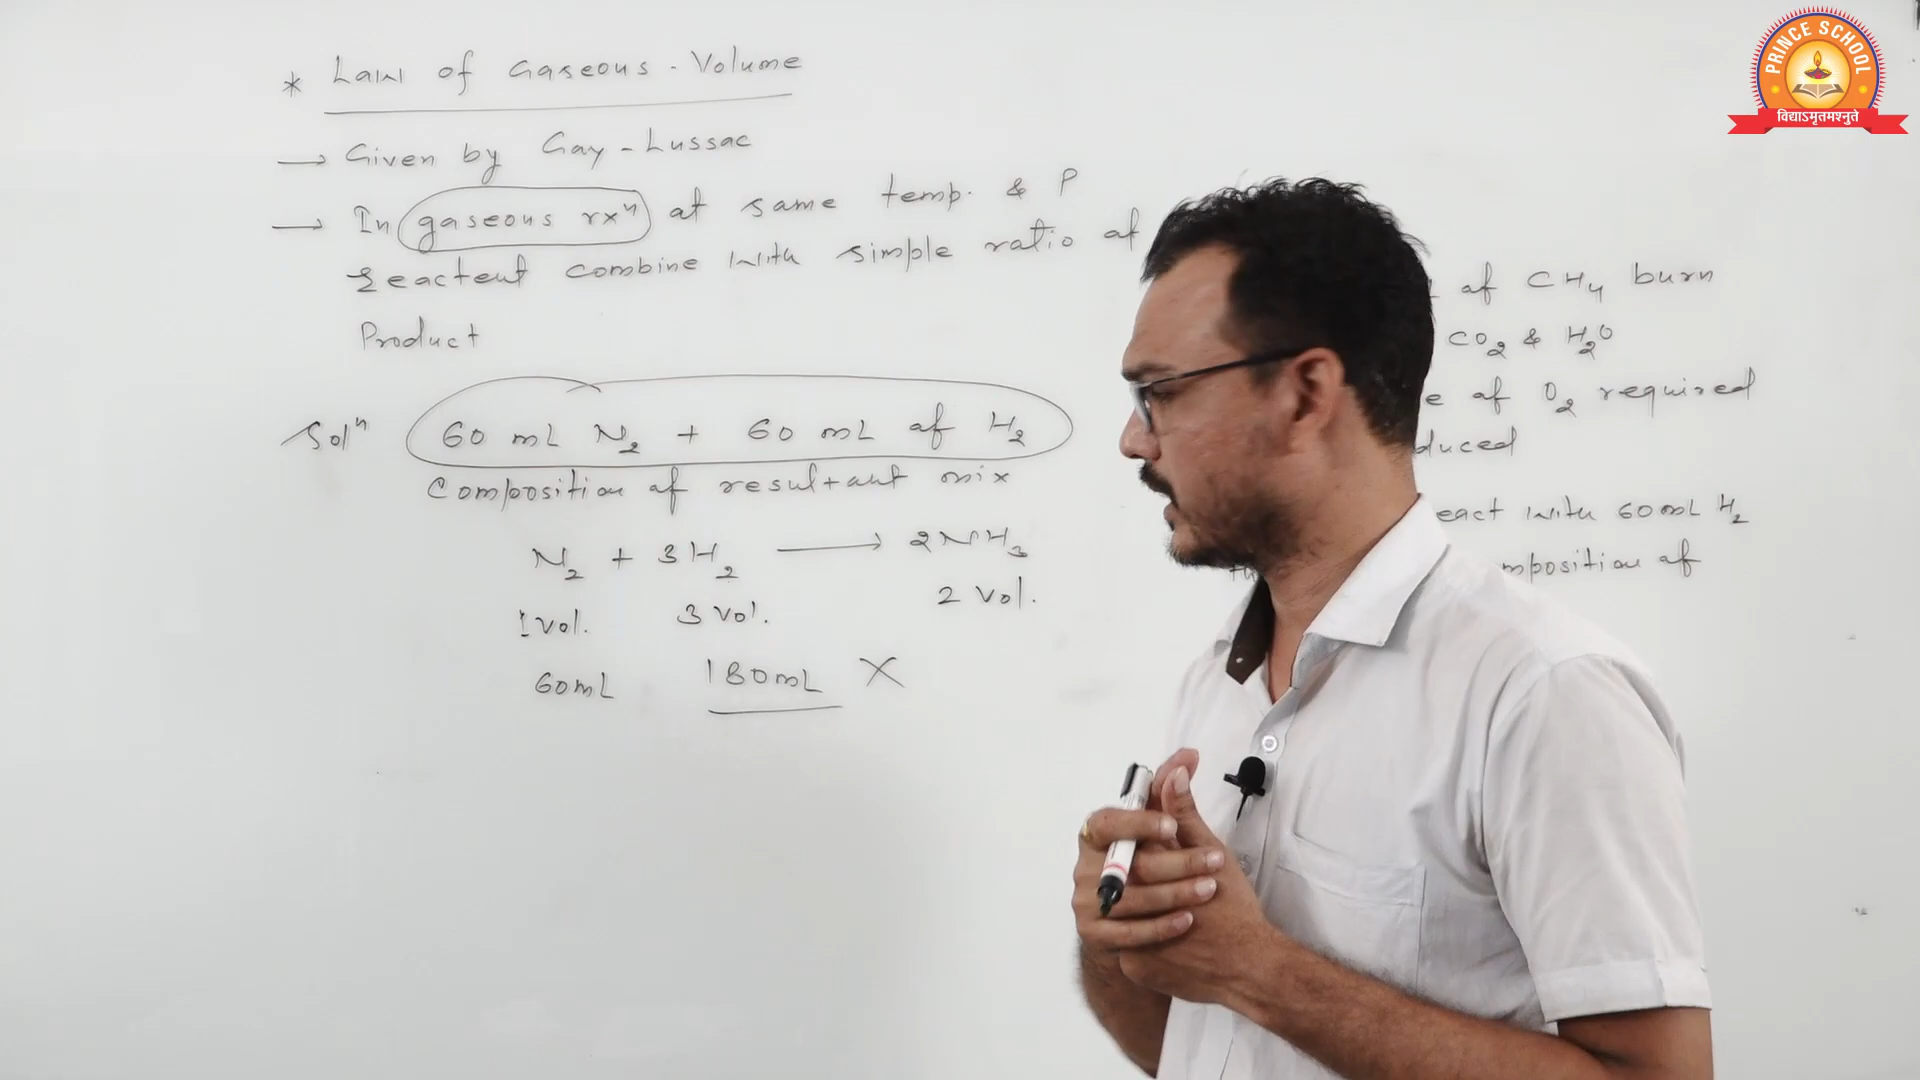 * Law of Gaseous - Volume
→ Given by Gay - Lussac
→ In gaseous rxⁿ at same temp. & P
reactent combine with simple ratio of
Product
Solⁿ 60 mL N₂ + 60 mL of H₂
Composition of resultant mix
N₂ + 3H₂ → 2NH₃
1 vol. 3 Vol. 2 Vol.
60mL 180mL X
of CH₄ burn
CO₂ & H₂O
e of O₂ required
duced
eact with 60mL H₂
mposition of
PRINCE SCHOOL
विद्याऽमृतमश्नुते